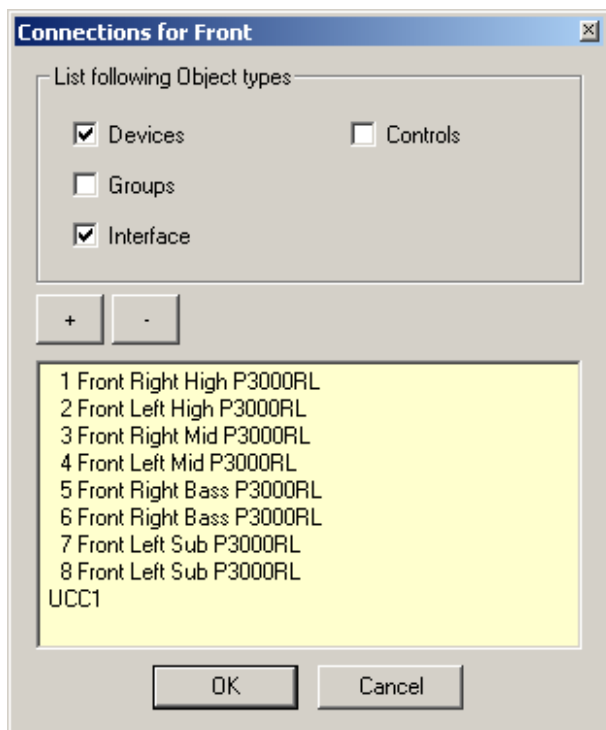 Connections for Front
List following Object types
Devices
Controls
Groups
Interface
+ -
1 Front Right High P3000RL
2 Front Left High P3000RL
3 Front Right Mid P3000RL
4 Front Left Mid P3000RL
5 Front Right Bass P3000RL
6 Front Right Bass P3000RL
7 Front Left Sub P3000RL
8 Front Left Sub P3000RL
UCC1
OK Cancel